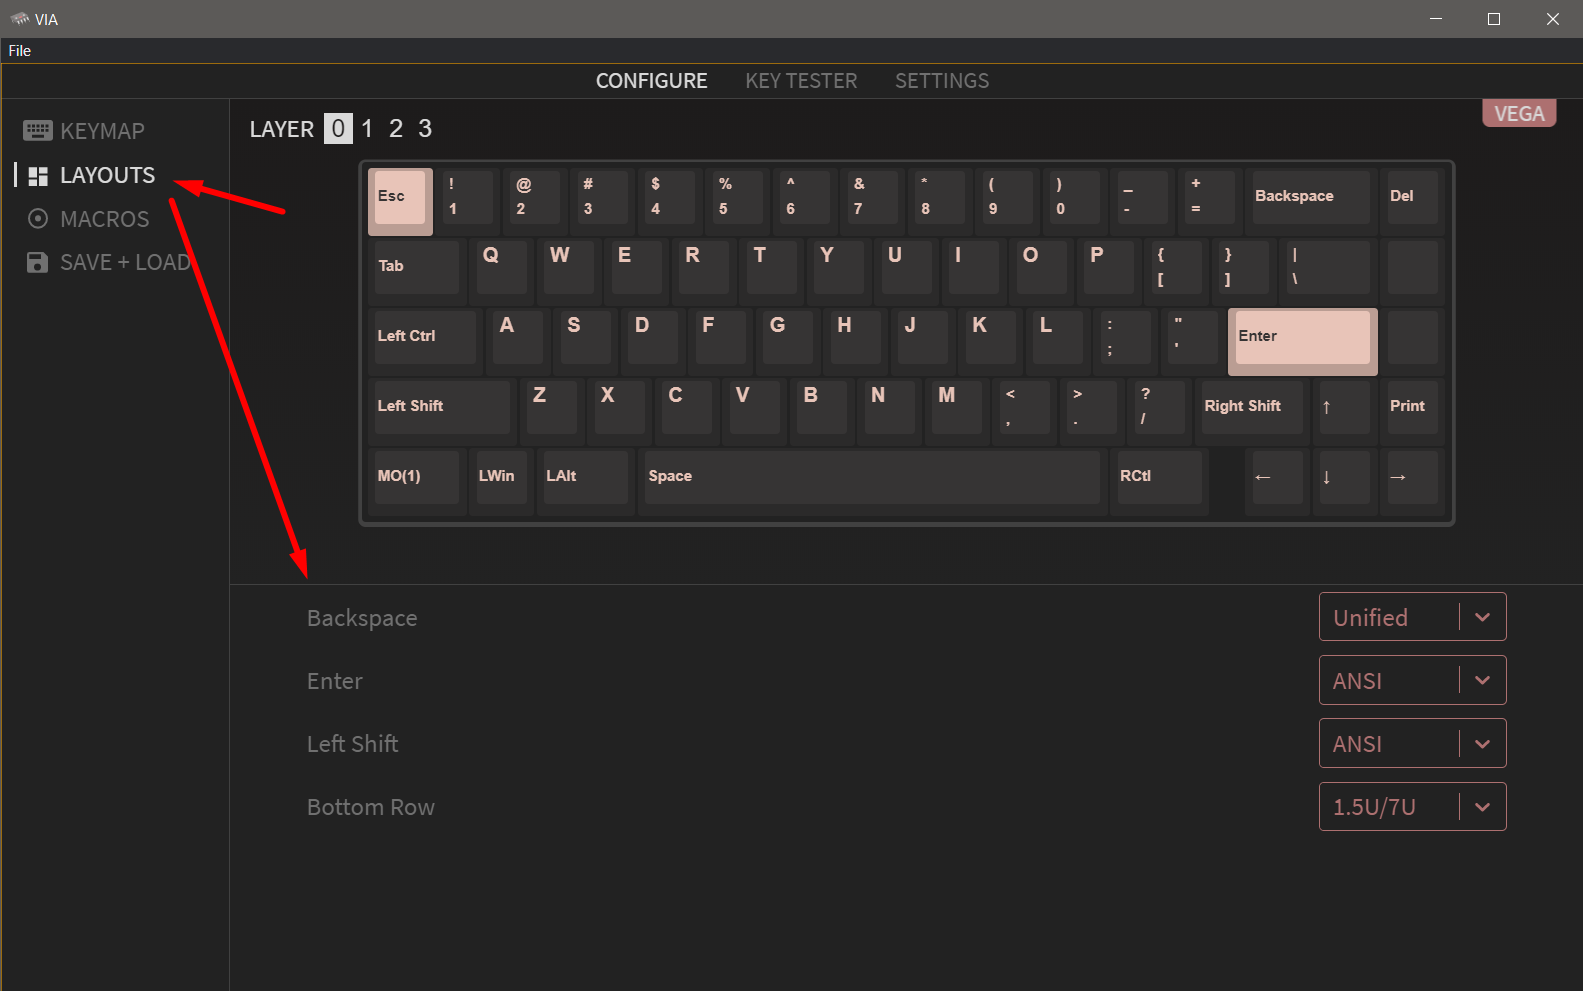 VIA
File
CONFIGURE KEY TESTER SETTINGS
KEYMAP
LAYOUTS
MACROS
SAVE + LOAD
LAYER 0 1 2 3
VEGA
Esc ! @ # $ % ^ & * ( ) _ + Backspace Del
1 2 3 4 5 6 7 8 9 0 - =
Tab Q W E R T Y U I O P { } |
[ ] \
Left Ctrl A S D F G H J K L : " Enter
; '
Left Shift Z X C V B N M < > ? Right Shift ↑ Print
, . /
MO(1) LWin LAlt Space RCtl ← ↓ →
Backspace Unified
Enter ANSI
Left Shift ANSI
Bottom Row 1.5U/7U